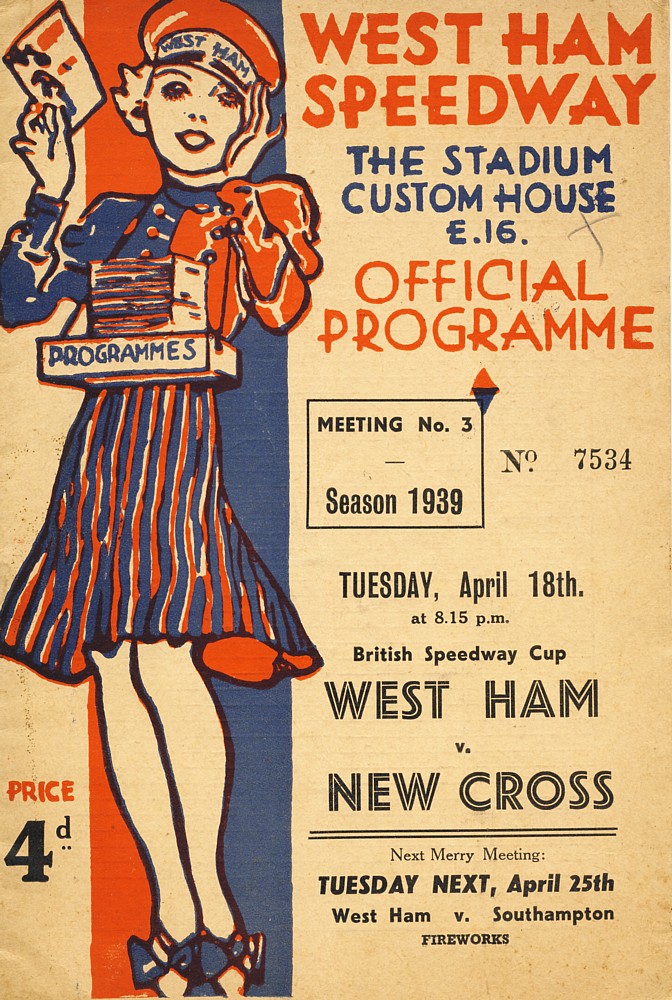 WEST HAM
WEST HAM
SPEEDWAY
THE STADIUM
CUSTOM HOUSE
E.16.
OFFICIAL
PROGRAMME
PROGRAMMES
MEETING No. 3
—
Season 1939
No. 7534
TUESDAY, April 18th.
at 8.15 p.m.
British Speedway Cup
WEST HAM
v.
NEW CROSS
PRICE
4d
Next Merry Meeting:
TUESDAY NEXT, April 25th
West Ham v. Southampton
FIREWORKS